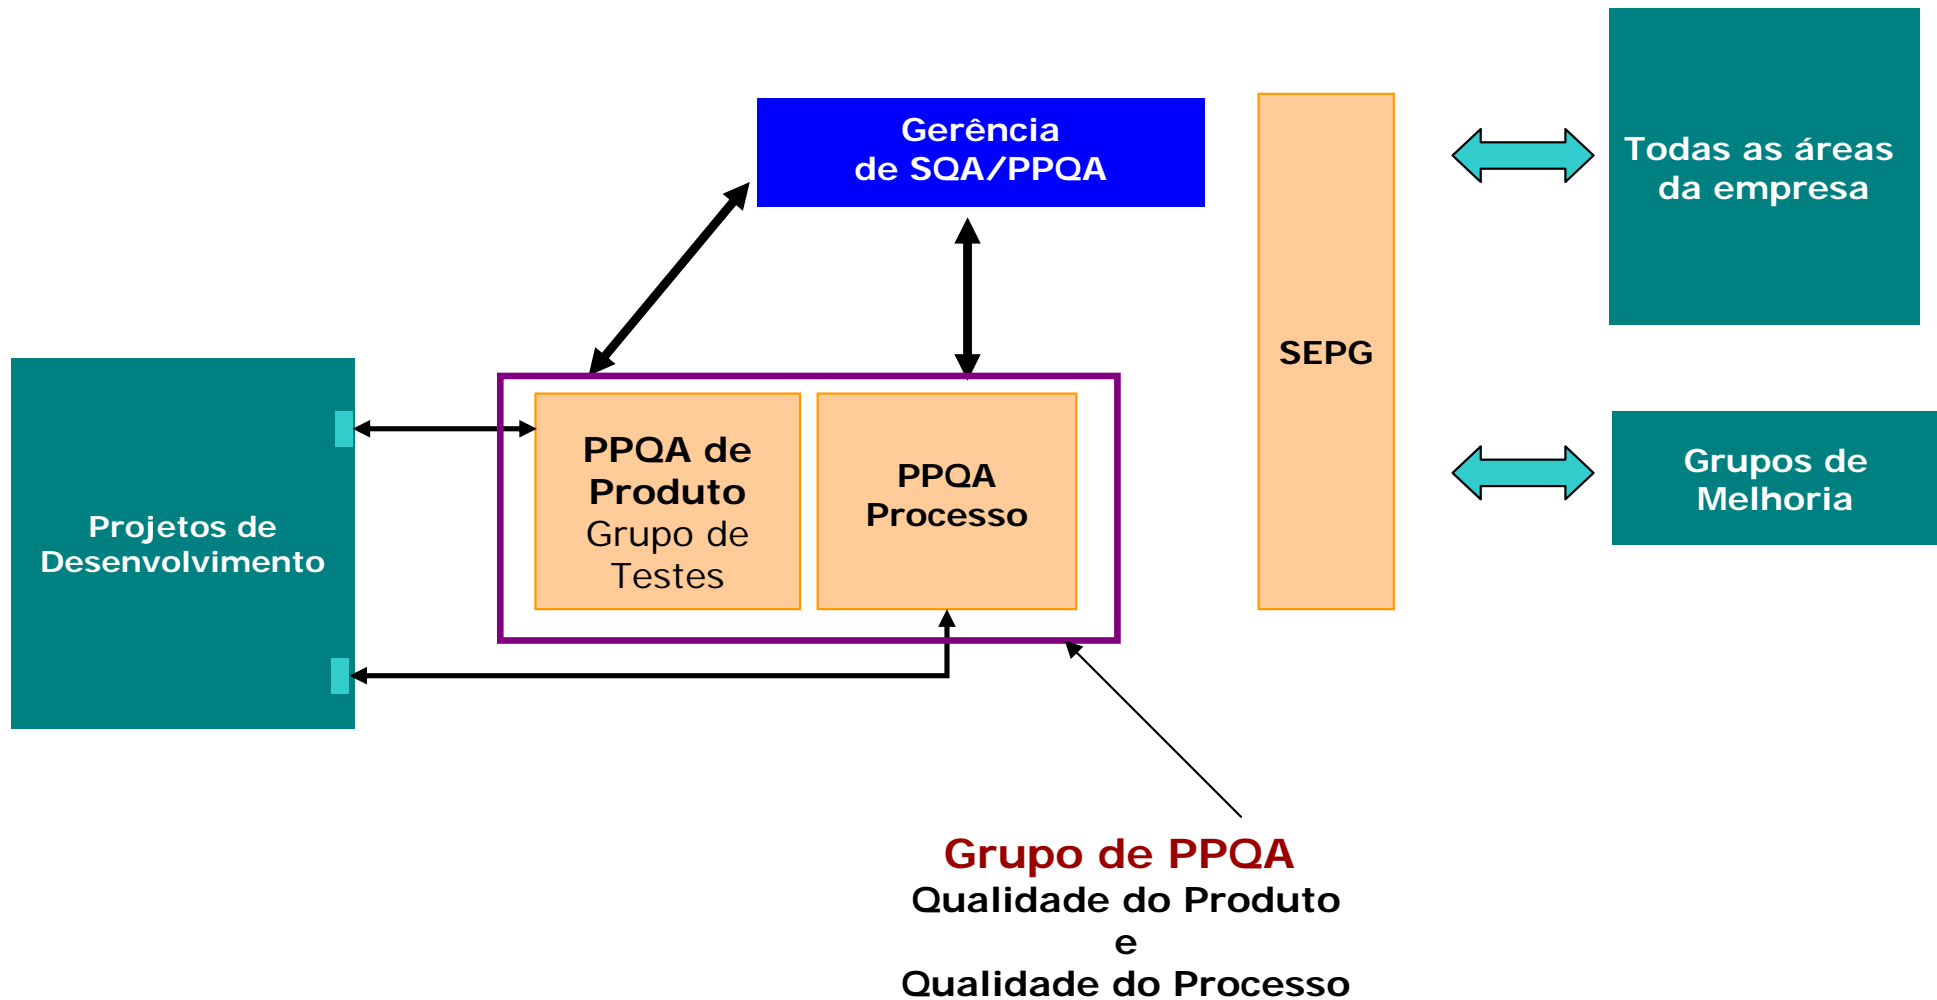 Gerência
de SQA/PPQA
Todas as áreas
da empresa
SEPG
PPQA de
Produto
Grupo de
Testes
PPQA
Processo
Grupos de
Melhoria
Projetos de
Desenvolvimento
Grupo de PPQA
Qualidade do Produto
e
Qualidade do Processo